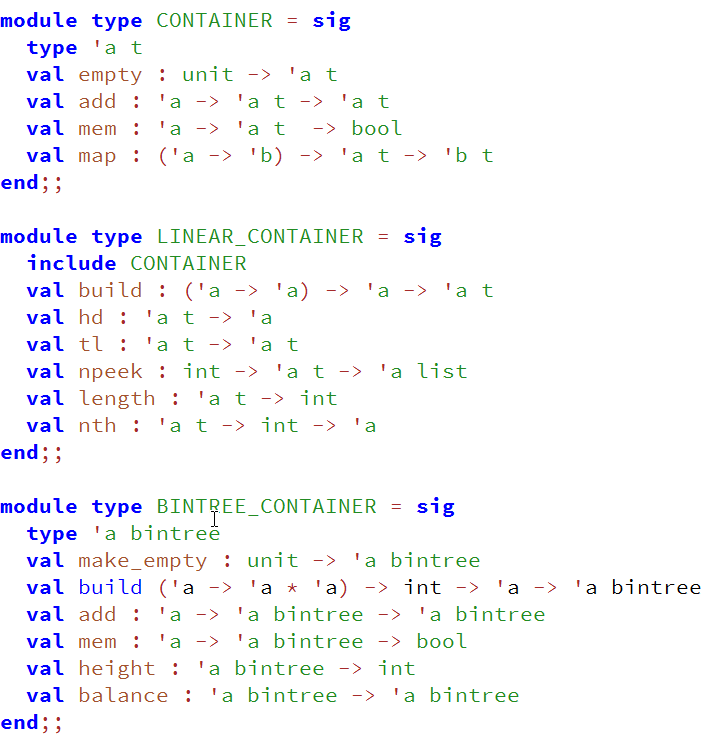 module type CONTAINER = sig
  type 'a t
  val empty : unit -> 'a t
  val add : 'a -> 'a t -> 'a t
  val mem : 'a -> 'a t  -> bool
  val map : ('a -> 'b) -> 'a t -> 'b t
end;;

module type LINEAR_CONTAINER = sig
  include CONTAINER
  val build : ('a -> 'a) -> 'a -> 'a t
  val hd : 'a t -> 'a
  val tl : 'a t -> 'a t
  val npeek : int -> 'a t -> 'a list
  val length : 'a t -> int
  val nth : 'a t -> int -> 'a
end;;

module type BINTREE_CONTAINER = sig
  type 'a bintree
  val make_empty : unit -> 'a bintree
  val build ('a -> 'a * 'a) -> int -> 'a -> 'a bintree
  val add : 'a -> 'a bintree -> 'a bintree
  val mem : 'a -> 'a bintree -> bool
  val height : 'a bintree -> int
  val balance : 'a bintree -> 'a bintree
end;;